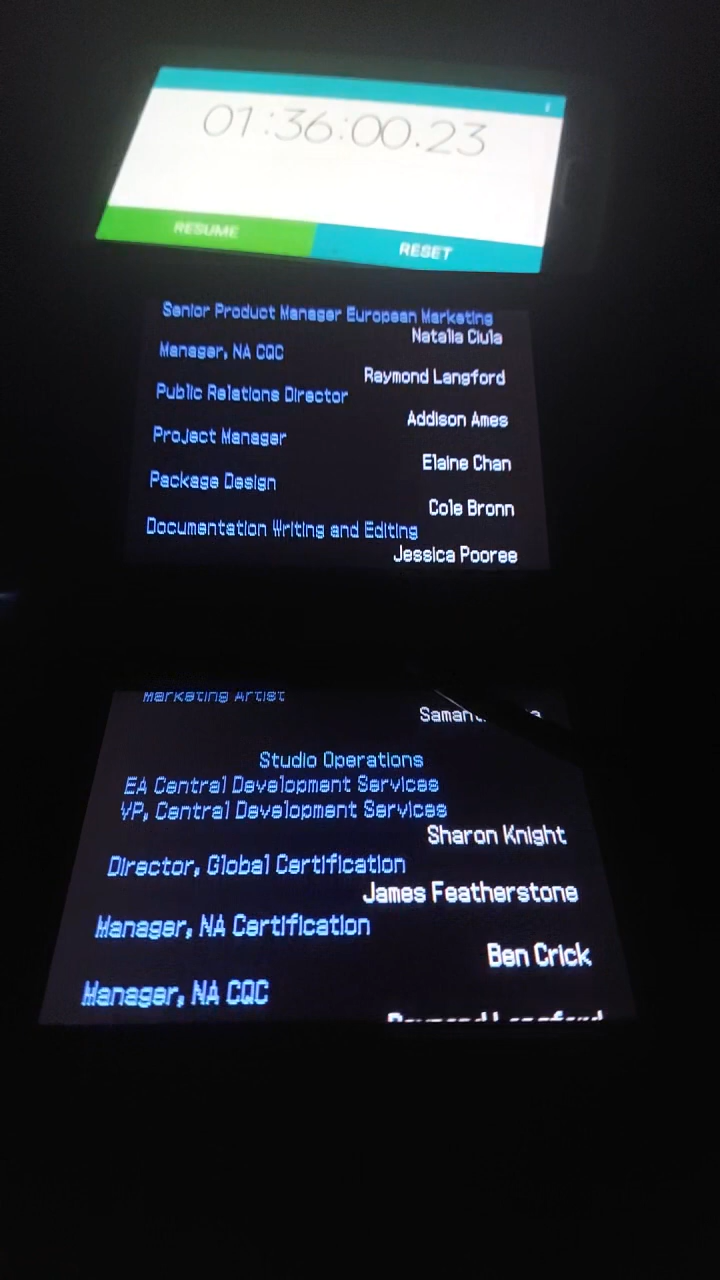 01:36:00.23
RESUME
RESET
Senior Product Manager European Marketing
Natalia Ciula
Manager, NA CQC
Raymond Langford
Public Relations Director
Addison Ames
Project Manager
Elaine Chan
Package Design
Cole Bronn
Documentation Writing and Editing
Jessica Pooree
Marketing Artist
Studio Operations
EA Central Development Services
VP, Central Development Services
Sharon Knight
Director, Global Certification
James Featherstone
Manager, NA Certification
Ben Crick
Manager, NA CQC
Raymond Langford